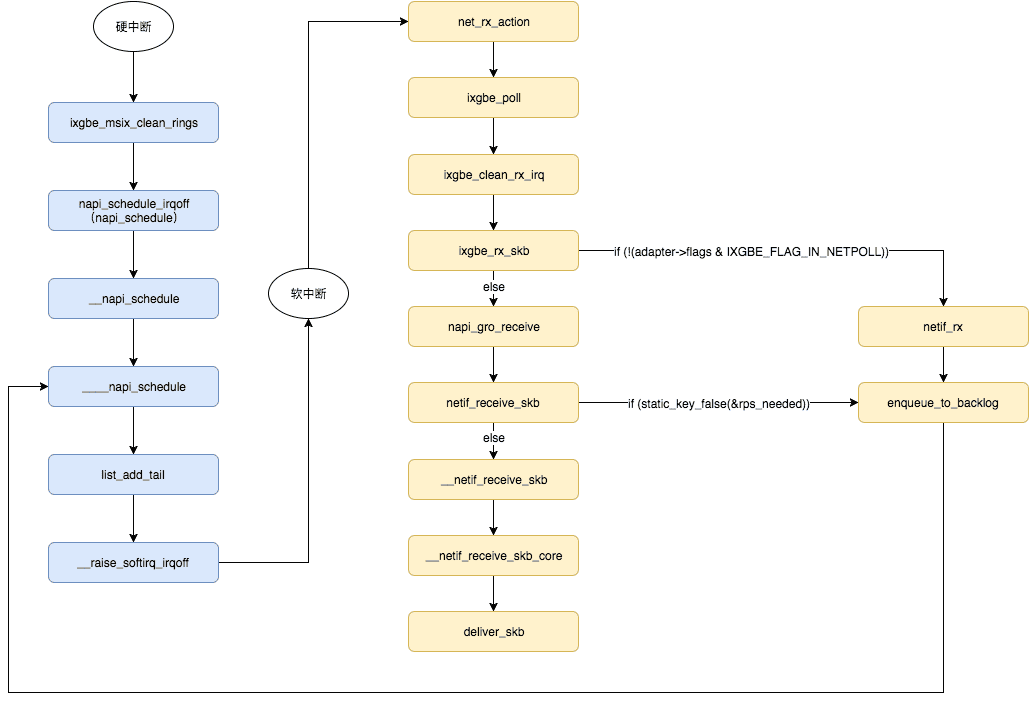 硬中断
ixgbe_msix_clean_rings
napi_schedule_irqoff
(napi_schedule)
__napi_schedule
____napi_schedule
list_add_tail
__raise_softirq_irqoff
软中断
net_rx_action
ixgbe_poll
ixgbe_clean_rx_irq
ixgbe_rx_skb
if (!(adapter->flags & IXGBE_FLAG_IN_NETPOLL))
else
napi_gro_receive
netif_rx
netif_receive_skb
if (static_key_false(&rps_needed))
enqueue_to_backlog
else
__netif_receive_skb
__netif_receive_skb_core
deliver_skb